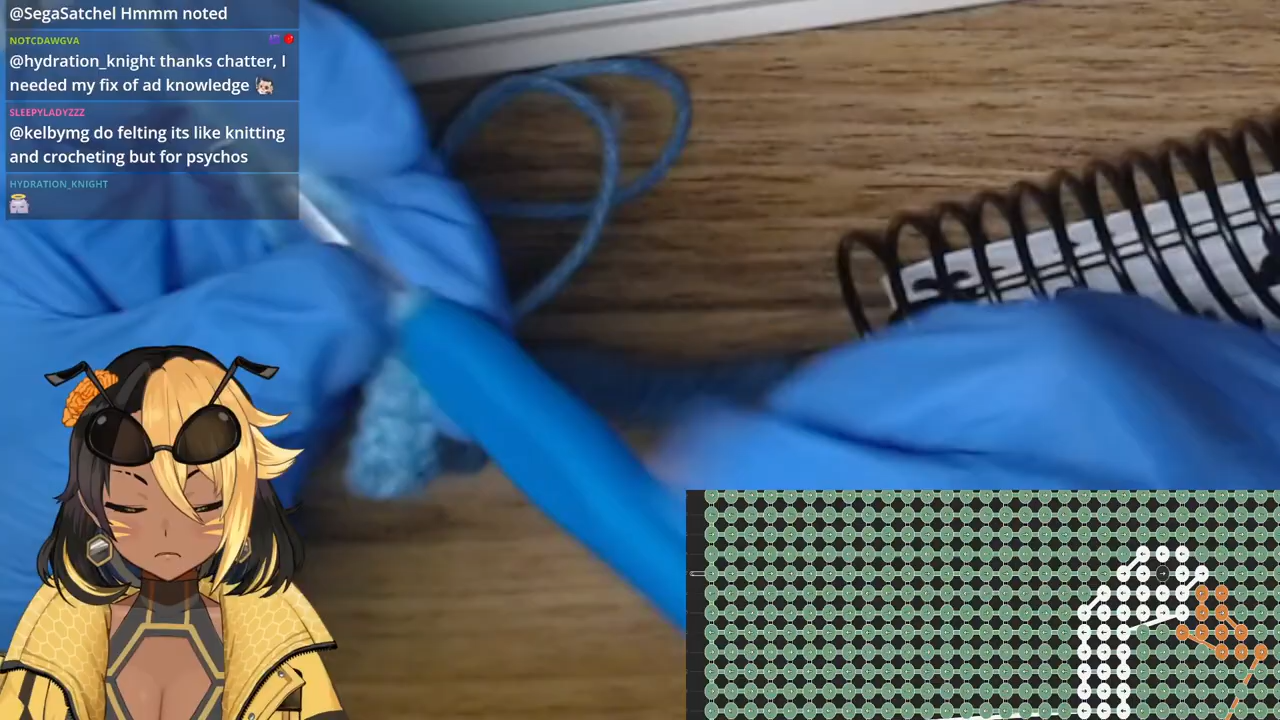 @SegaSatchel Hmmm noted
NOTCDAWGVA
@hydration_knight thanks chatter, I
needed my fix of ad knowledge
SLEEPYLADYZZZ
@kelbymg do felting its like knitting
and crocheting but for psychos
HYDRATION_KNIGHT